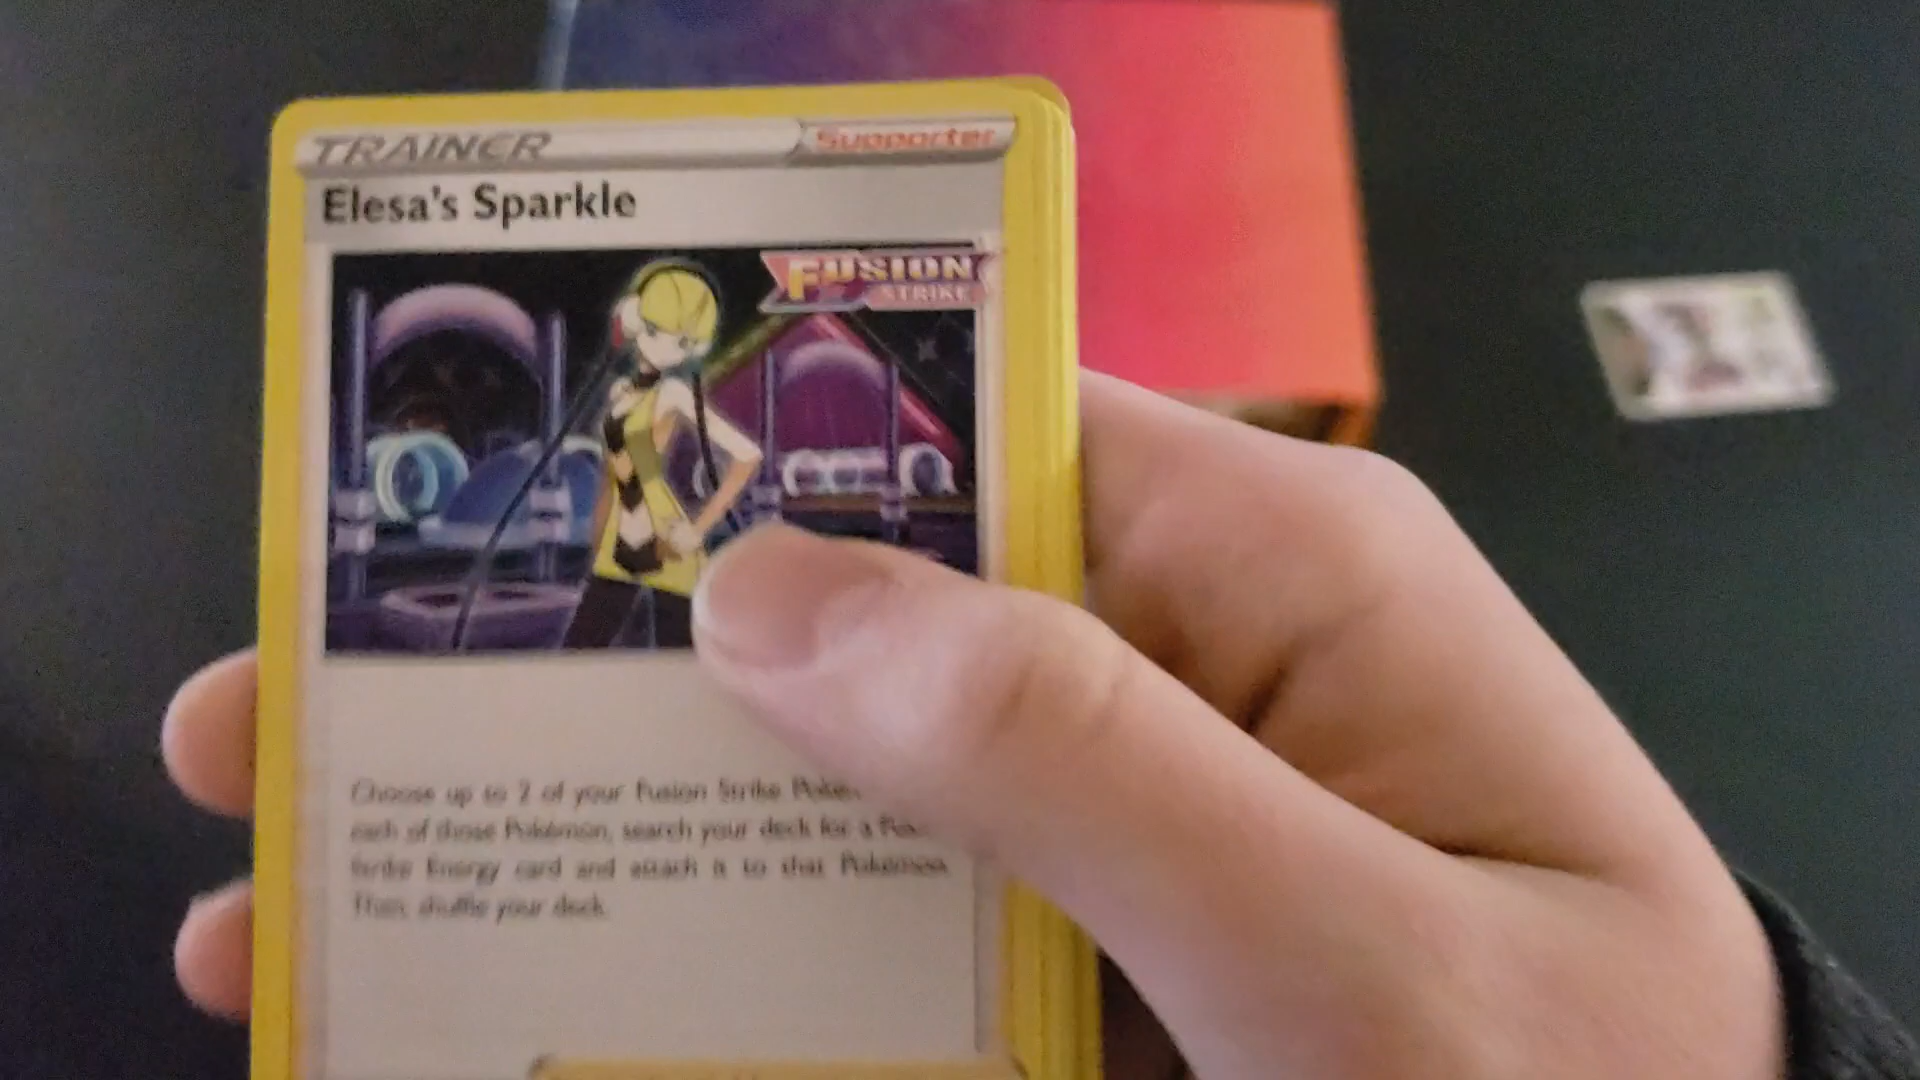 TRAINER
Supporter
Elesa's Sparkle
FUSION
STRIKE
Choose up to 2 of your Fusion Strike
each of those Pokémon, search your deck for a
Strike Energy card and attach it to that Pokémon.
Then, shuffle your deck.